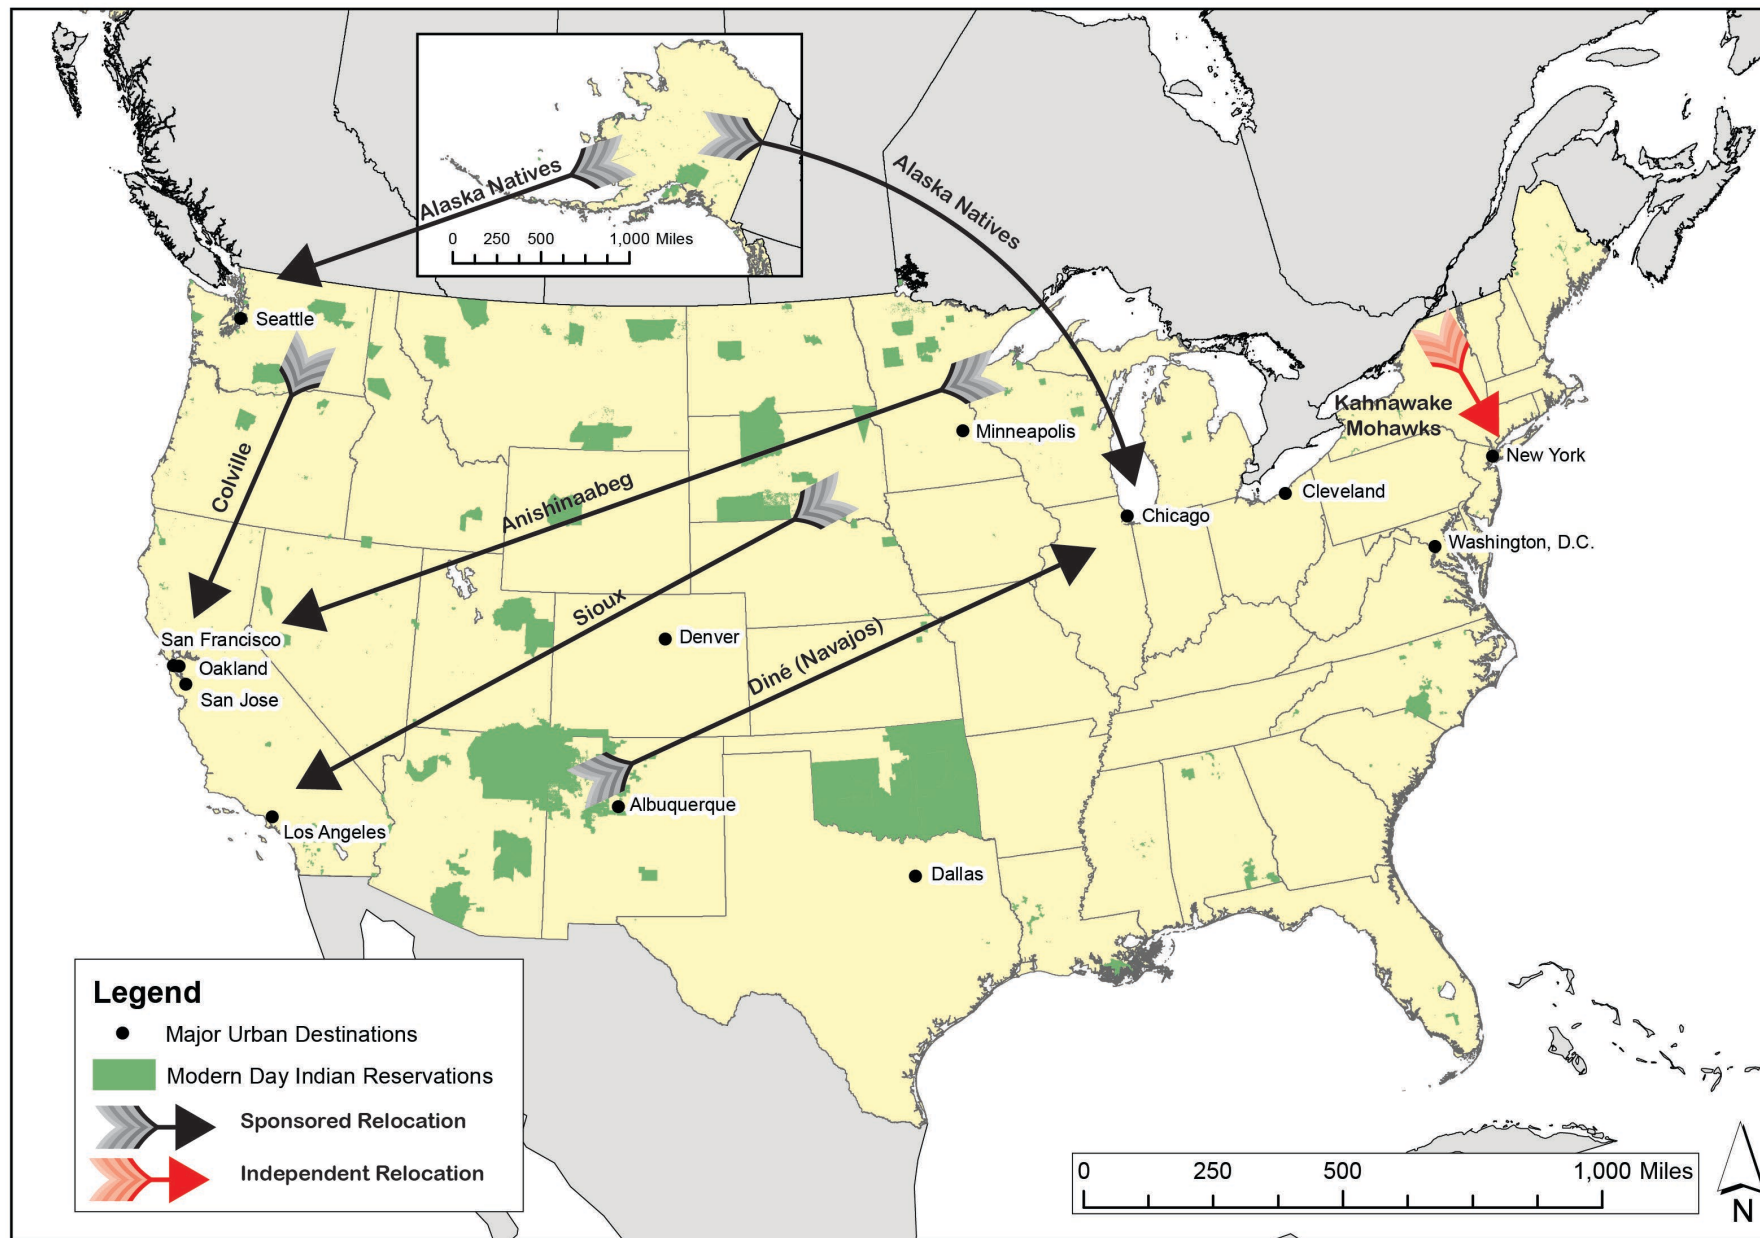 Alaska Natives
0 250 500 1,000 Miles
Alaska Natives
Seattle
Colville
Anishinaabeg
Minneapolis
Kahnawake
Mohawks
New York
Cleveland
Chicago
Washington, D.C.
Sioux
Denver
Diné (Navajos)
San Francisco
Oakland
San Jose
Albuquerque
Los Angeles
Dallas
Legend
Major Urban Destinations
Modern Day Indian Reservations
Sponsored Relocation
Independent Relocation
0 250 500 1,000 Miles
N